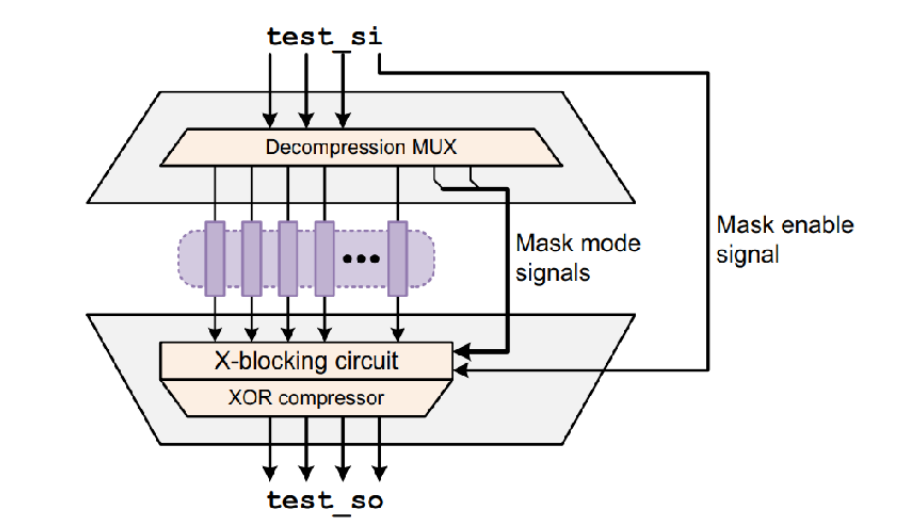 test_si
Decompression MUX
Mask mode
signals
Mask enable
signal
X-blocking circuit
XOR compressor
test_so